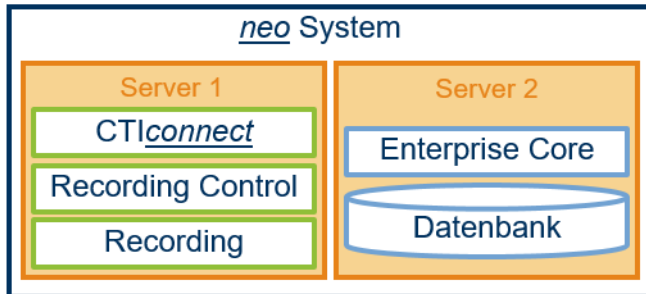 neo System
Server 1
CTIconnect
Recording Control
Recording
Server 2
Enterprise Core
Datenbank